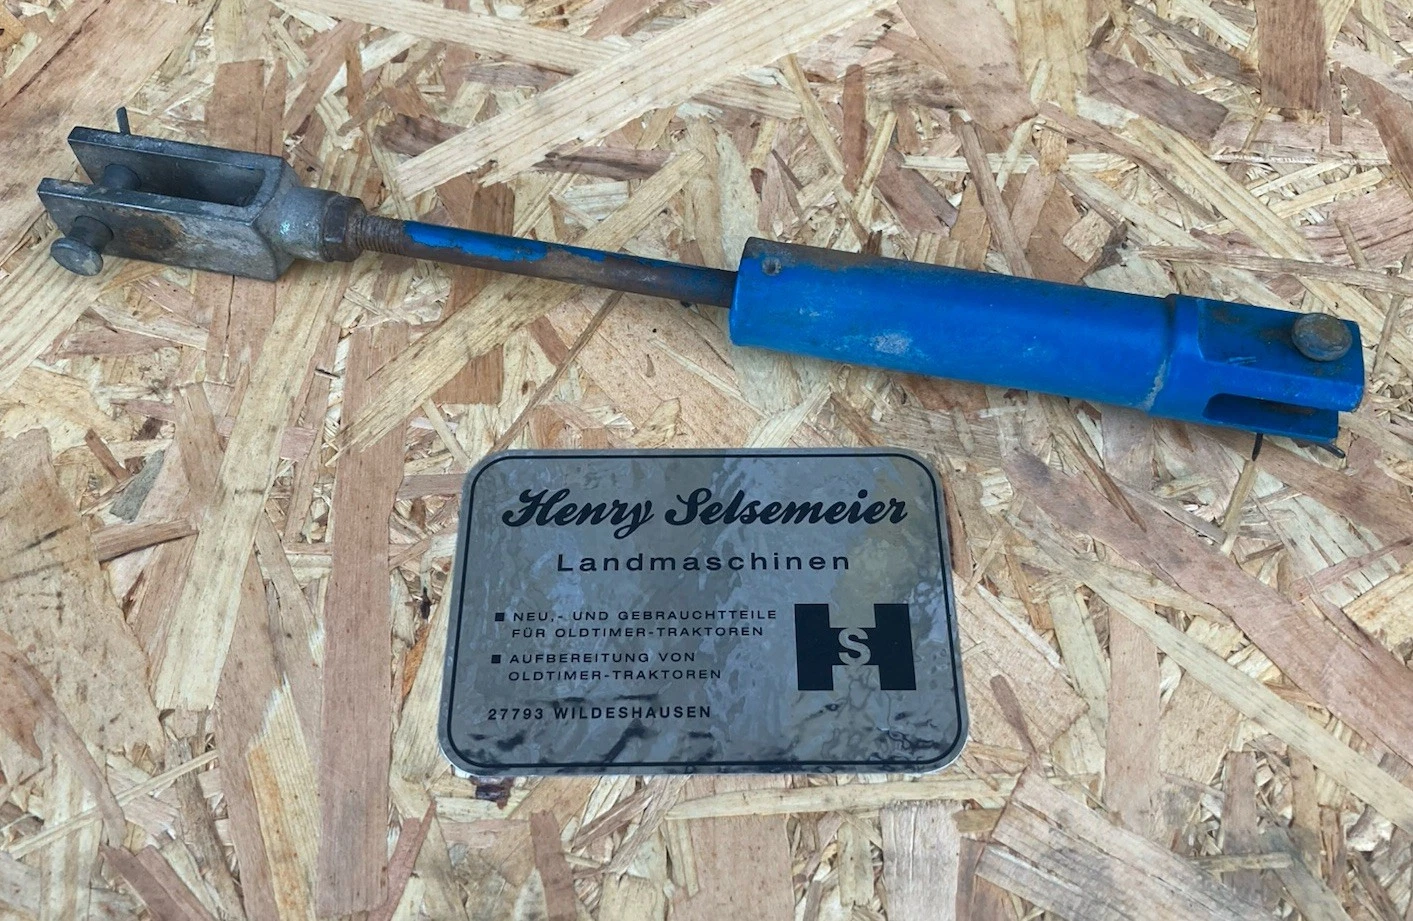 Henry Selsemeier
Landmaschinen
■ NEU,- UND GEBRAUCHTTEILE
FÜR OLDTIMER-TRAKTOREN
■ AUFBEREITUNG VON
OLDTIMER-TRAKTOREN
HS
27793 WILDESHAUSEN